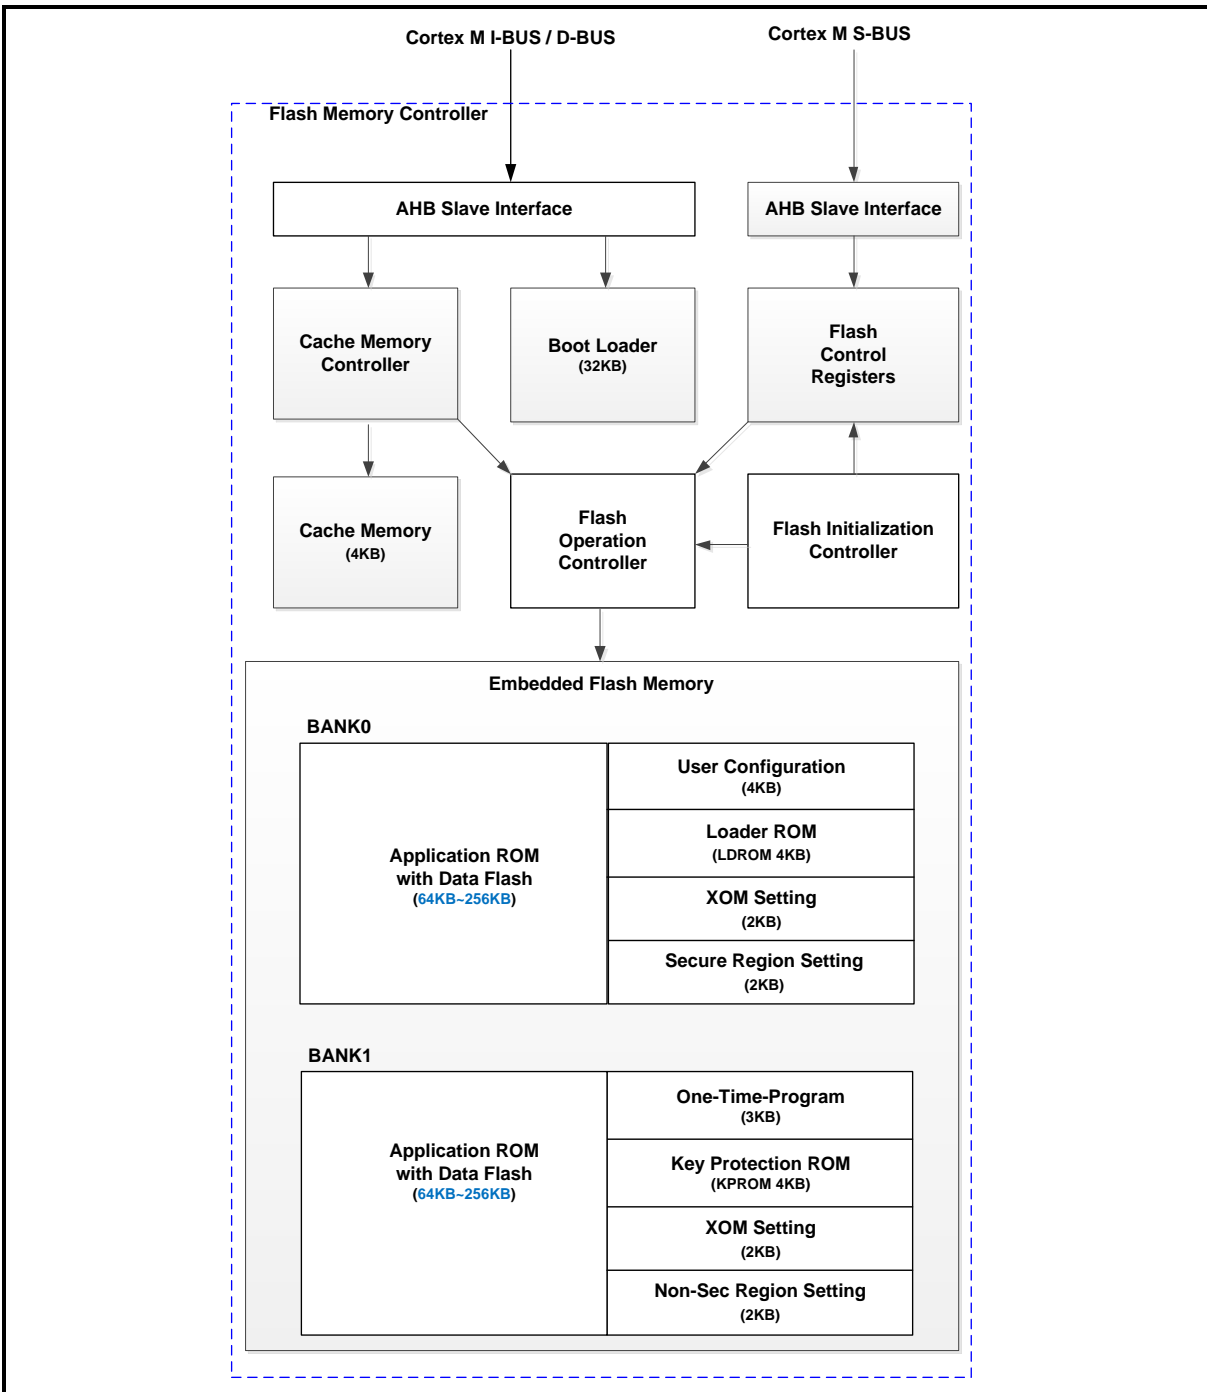 Cortex M I-BUS / D-BUS
Cortex M S-BUS
Flash Memory Controller
AHB Slave Interface
AHB Slave Interface
Cache Memory
Controller
Boot Loader
(32KB)
Flash
Control
Registers
Cache Memory
(4KB)
Flash
Operation
Controller
Flash Initialization
Controller
Embedded Flash Memory
BANK0
Application ROM
with Data Flash
(64KB~256KB)
User Configuration
(4KB)
Loader ROM
(LDROM 4KB)
XOM Setting
(2KB)
Secure Region Setting
(2KB)
BANK1
Application ROM
with Data Flash
(64KB~256KB)
One-Time-Program
(3KB)
Key Protection ROM
(KPROM 4KB)
XOM Setting
(2KB)
Non-Sec Region Setting
(2KB)